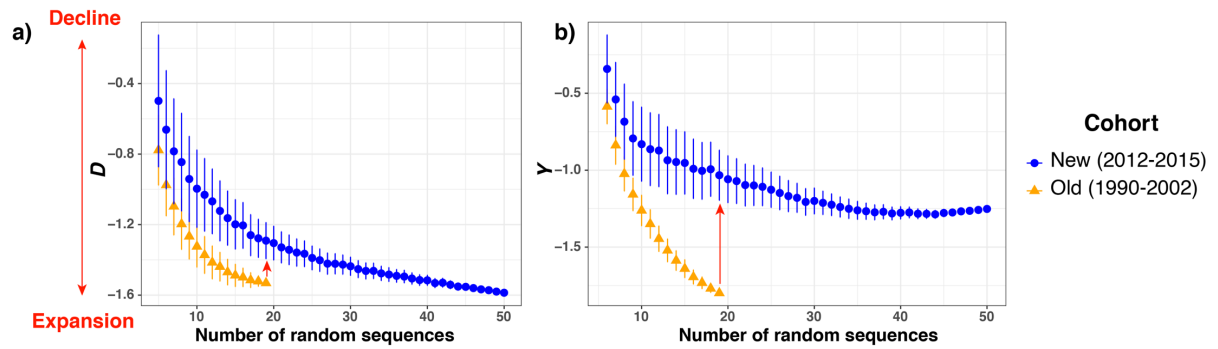 Decline
a)
−0.4
−0.8
−1.2
−1.6
D
10
20
30
40
50
Number of random sequences
Expansion
b)
−0.5
−1.0
−1.5
Y
10
20
30
40
50
Number of random sequences
Cohort
New (2012-2015)
Old (1990-2002)